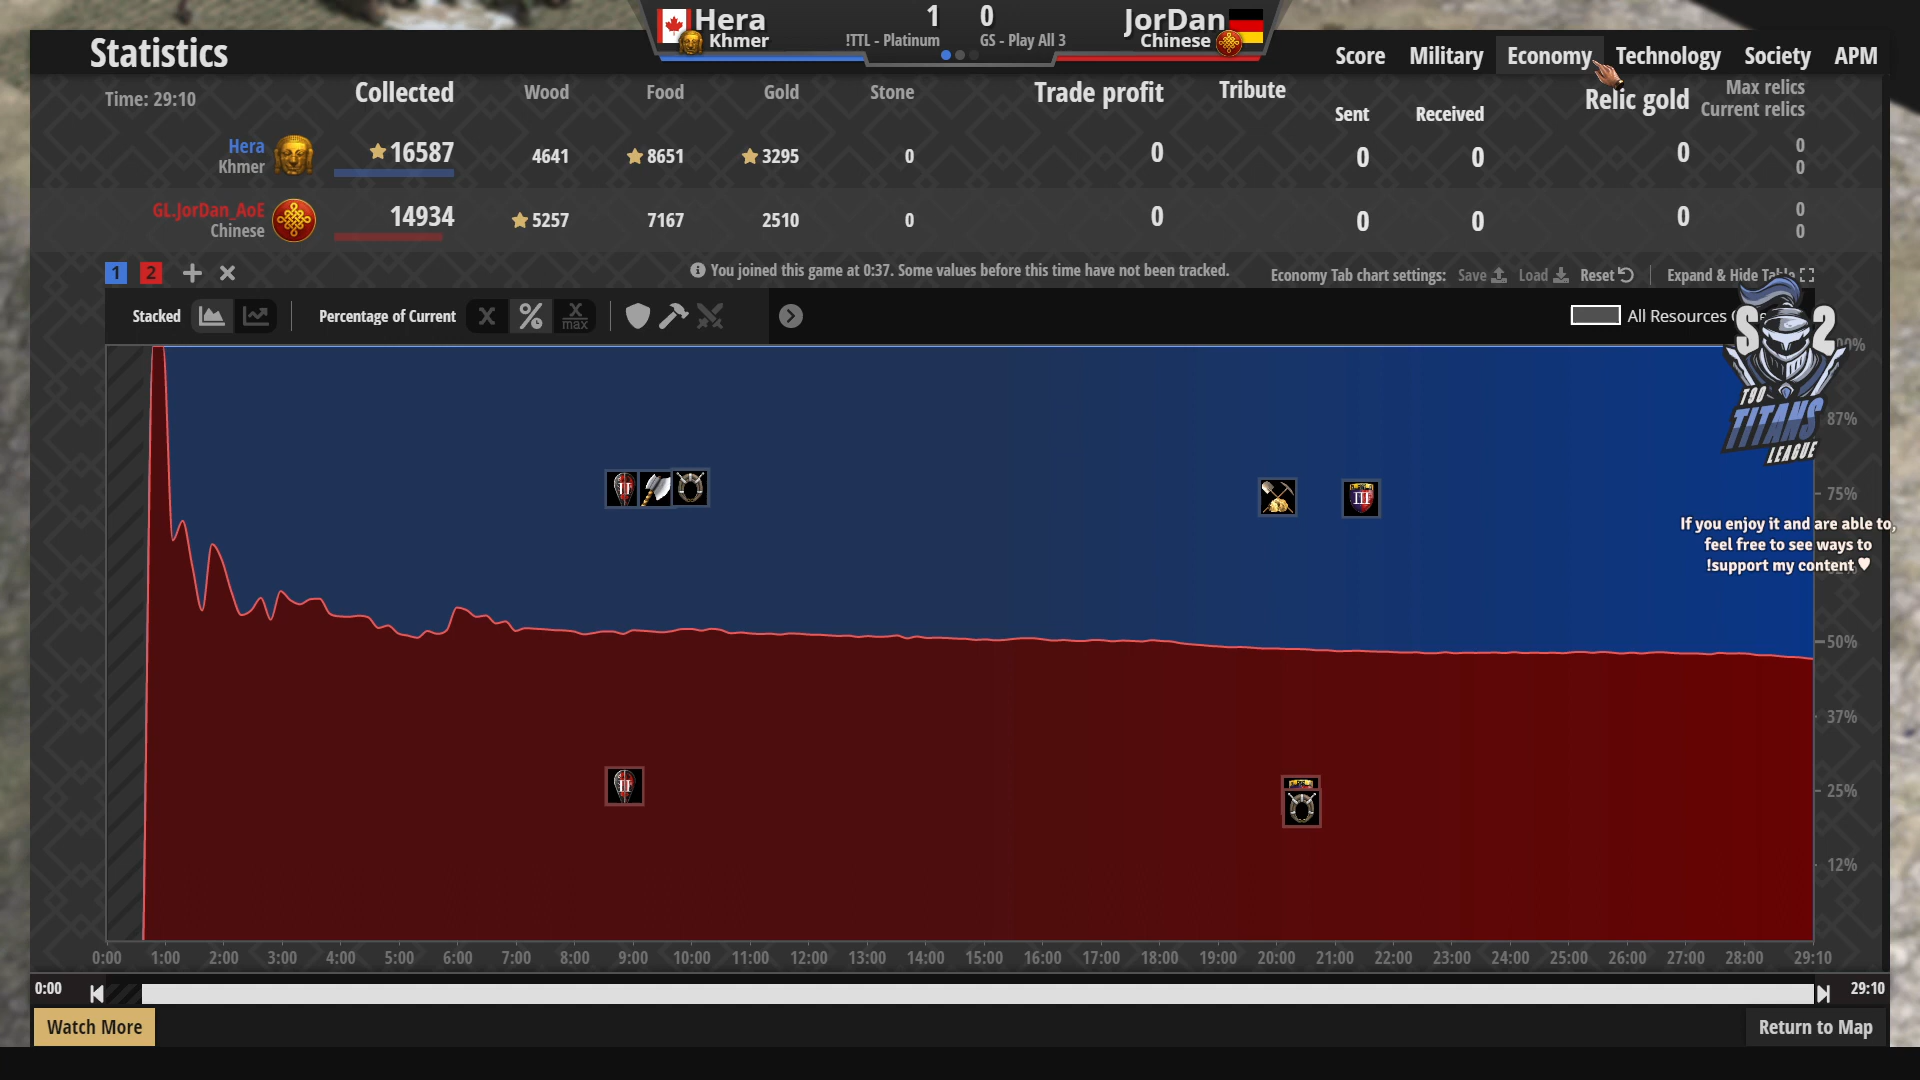 Hera
Khmer
1
0
!TTL - Platinum
GS - Play All 3
JorDan
Chinese
Statistics
Score
Military
Economy
Technology
Society
APM
Time: 29:10
Collected
Wood
Food
Gold
Stone
Trade profit
Tribute
Sent
Received
Relic gold
Max relics
Current relics
Hera
Khmer
16587
4641
8651
3295
0
0
0
0
0
0
0
GL.JorDan_AoE
Chinese
14934
5257
7167
2510
0
0
0
0
0
0
0
1
2
You joined this game at 0:37. Some values before this time have not been tracked.
Economy Tab chart settings:
Save
Load
Reset
Expand & Hide Table
Stacked
Percentage of Current
X
%
X
max
All Resources
S 2
T90
TITANS
LEAGUE
87%
75%
50%
37%
25%
12%
If you enjoy it and are able to,
feel free to see ways to
!support my content ♥
II
III
II
0:00
1:00
2:00
3:00
4:00
5:00
6:00
7:00
8:00
9:00
10:00
11:00
12:00
13:00
14:00
15:00
16:00
17:00
18:00
19:00
20:00
21:00
22:00
23:00
24:00
25:00
26:00
27:00
28:00
29:10
0:00
29:10
Watch More
Return to Map